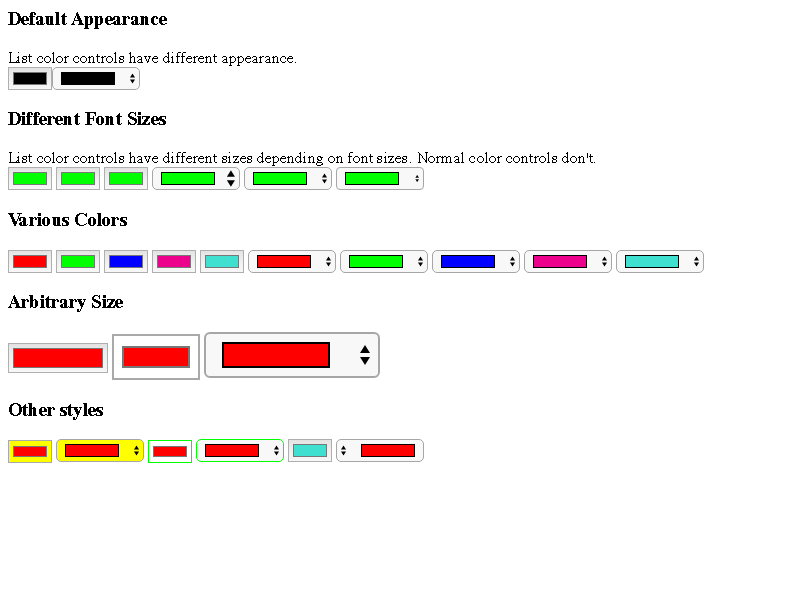 Default Appearance
List color controls have different appearance.
Different Font Sizes
List color controls have different sizes depending on font sizes. Normal color controls don't.
Various Colors
Arbitrary Size
Other styles